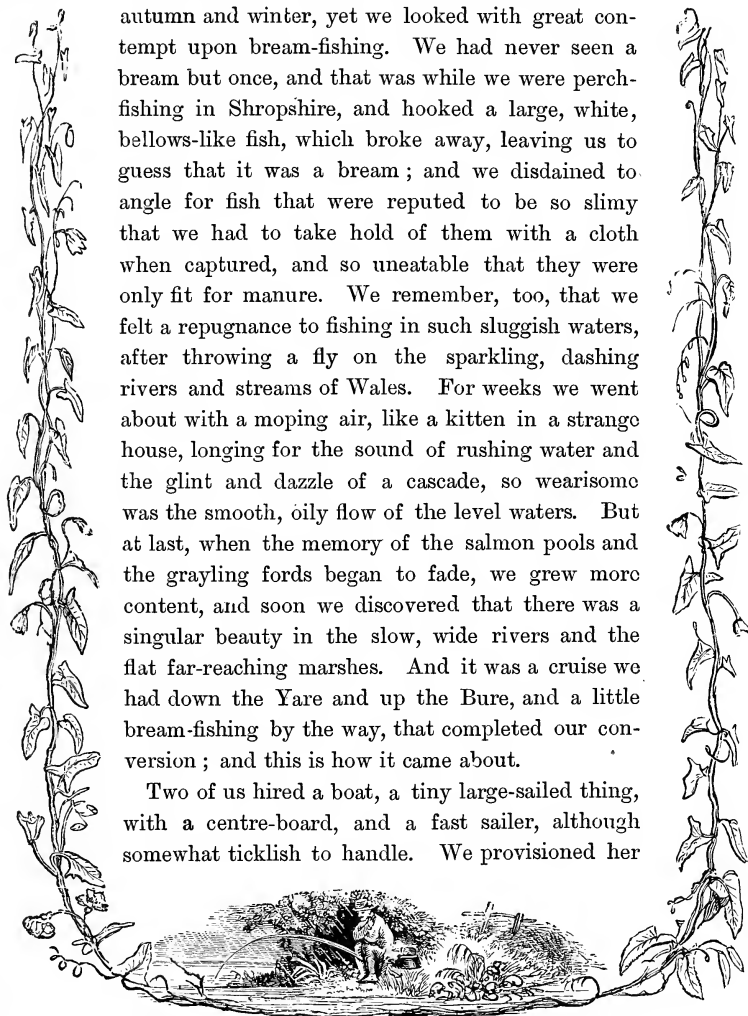 autumn and winter, yet we looked with great con-
tempt upon bream-fishing. We had never seen a
bream but once, and that was while we were perch-
fishing in Shropshire, and hooked a large, white,
bellows-like fish, which broke away, leaving us to
guess that it was a bream ; and we disdained to
angle for fish that were reputed to be so slimy
that we had to take hold of them with a cloth
when captured, and so uneatable that they were
only fit for manure. We remember, too, that we
felt a repugnance to fishing in such sluggish waters,
after throwing a fly on the sparkling, dashing
rivers and streams of Wales. For weeks we went
about with a moping air, like a kitten in a strange
house, longing for the sound of rushing water and
the glint and dazzle of a cascade, so wearisome
was the smooth, oily flow of the level waters. But
at last, when the memory of the salmon pools and
the grayling fords began to fade, we grew more
content, and soon we discovered that there was a
singular beauty in the slow, wide rivers and the
flat far-reaching marshes. And it was a cruise we
had down the Yare and up the Bure, and a little
bream-fishing by the way, that completed our con-
version ; and this is how it came about.
Two of us hired a boat, a tiny large-sailed thing,
with a centre-board, and a fast sailer, although
somewhat ticklish to handle. We provisioned her